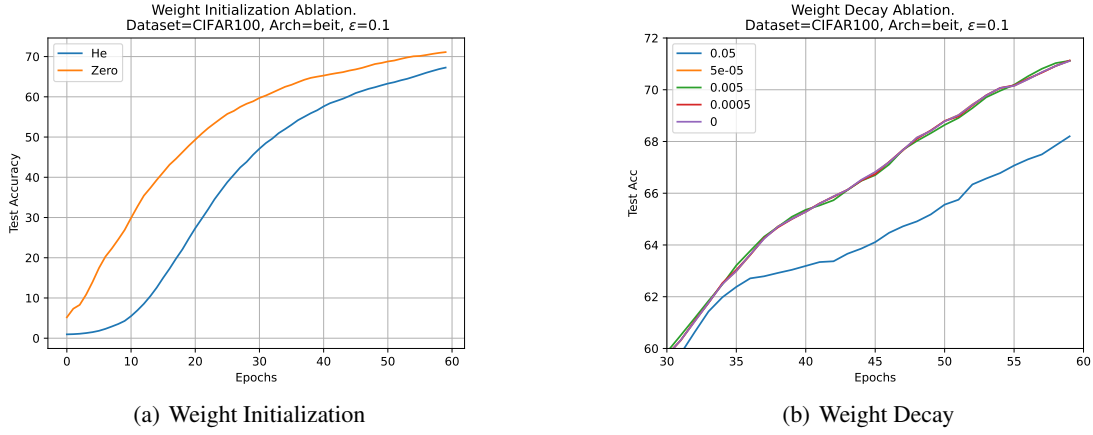 Weight Initialization Ablation.
Dataset=CIFAR100, Arch=beit, ε=0.1
He
Zero
70
60
50
40
30
20
10
0
Test Accuracy
0 10 20 30 40 50 60
Epochs
(a) Weight Initialization
Weight Decay Ablation.
Dataset=CIFAR100, Arch=beit, ε=0.1
0.05
5e-05
0.005
0.0005
0
72
70
68
66
64
62
60
Test Acc
30 35 40 45 50 55 60
Epochs
(b) Weight Decay